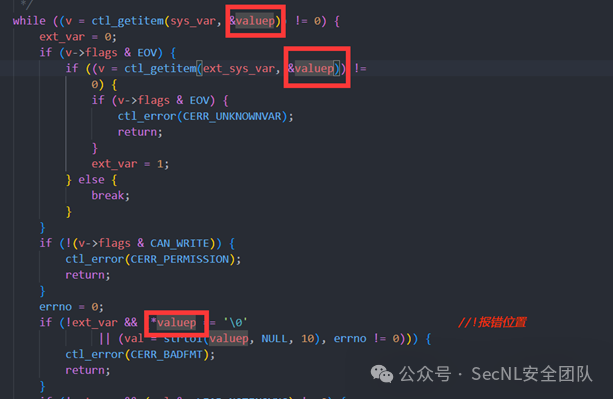 */
while ((v = ctl_getitem(sys_var, &valuep)) != 0) {
ext_var = 0;
if (v->flags & EOV) {
if ((v = ctl_getitem(ext_sys_var, &valuep)) !=
0) {
if (v->flags & EOV) {
ctl_error(CERR_UNKNOWNVAR);
return;
}
ext_var = 1;
} else {
break;
}
}
if (!(v->flags & CAN_WRITE)) {
ctl_error(CERR_PERMISSION);
return;
}
errno = 0;
if (!ext_var && *valuep == '\0' //!报错位置
|| (val = strtol(valuep, NULL, 10), errno != 0))) {
ctl_error(CERR_BADFMT);
return;
}
公众号 · SecNL安全团队